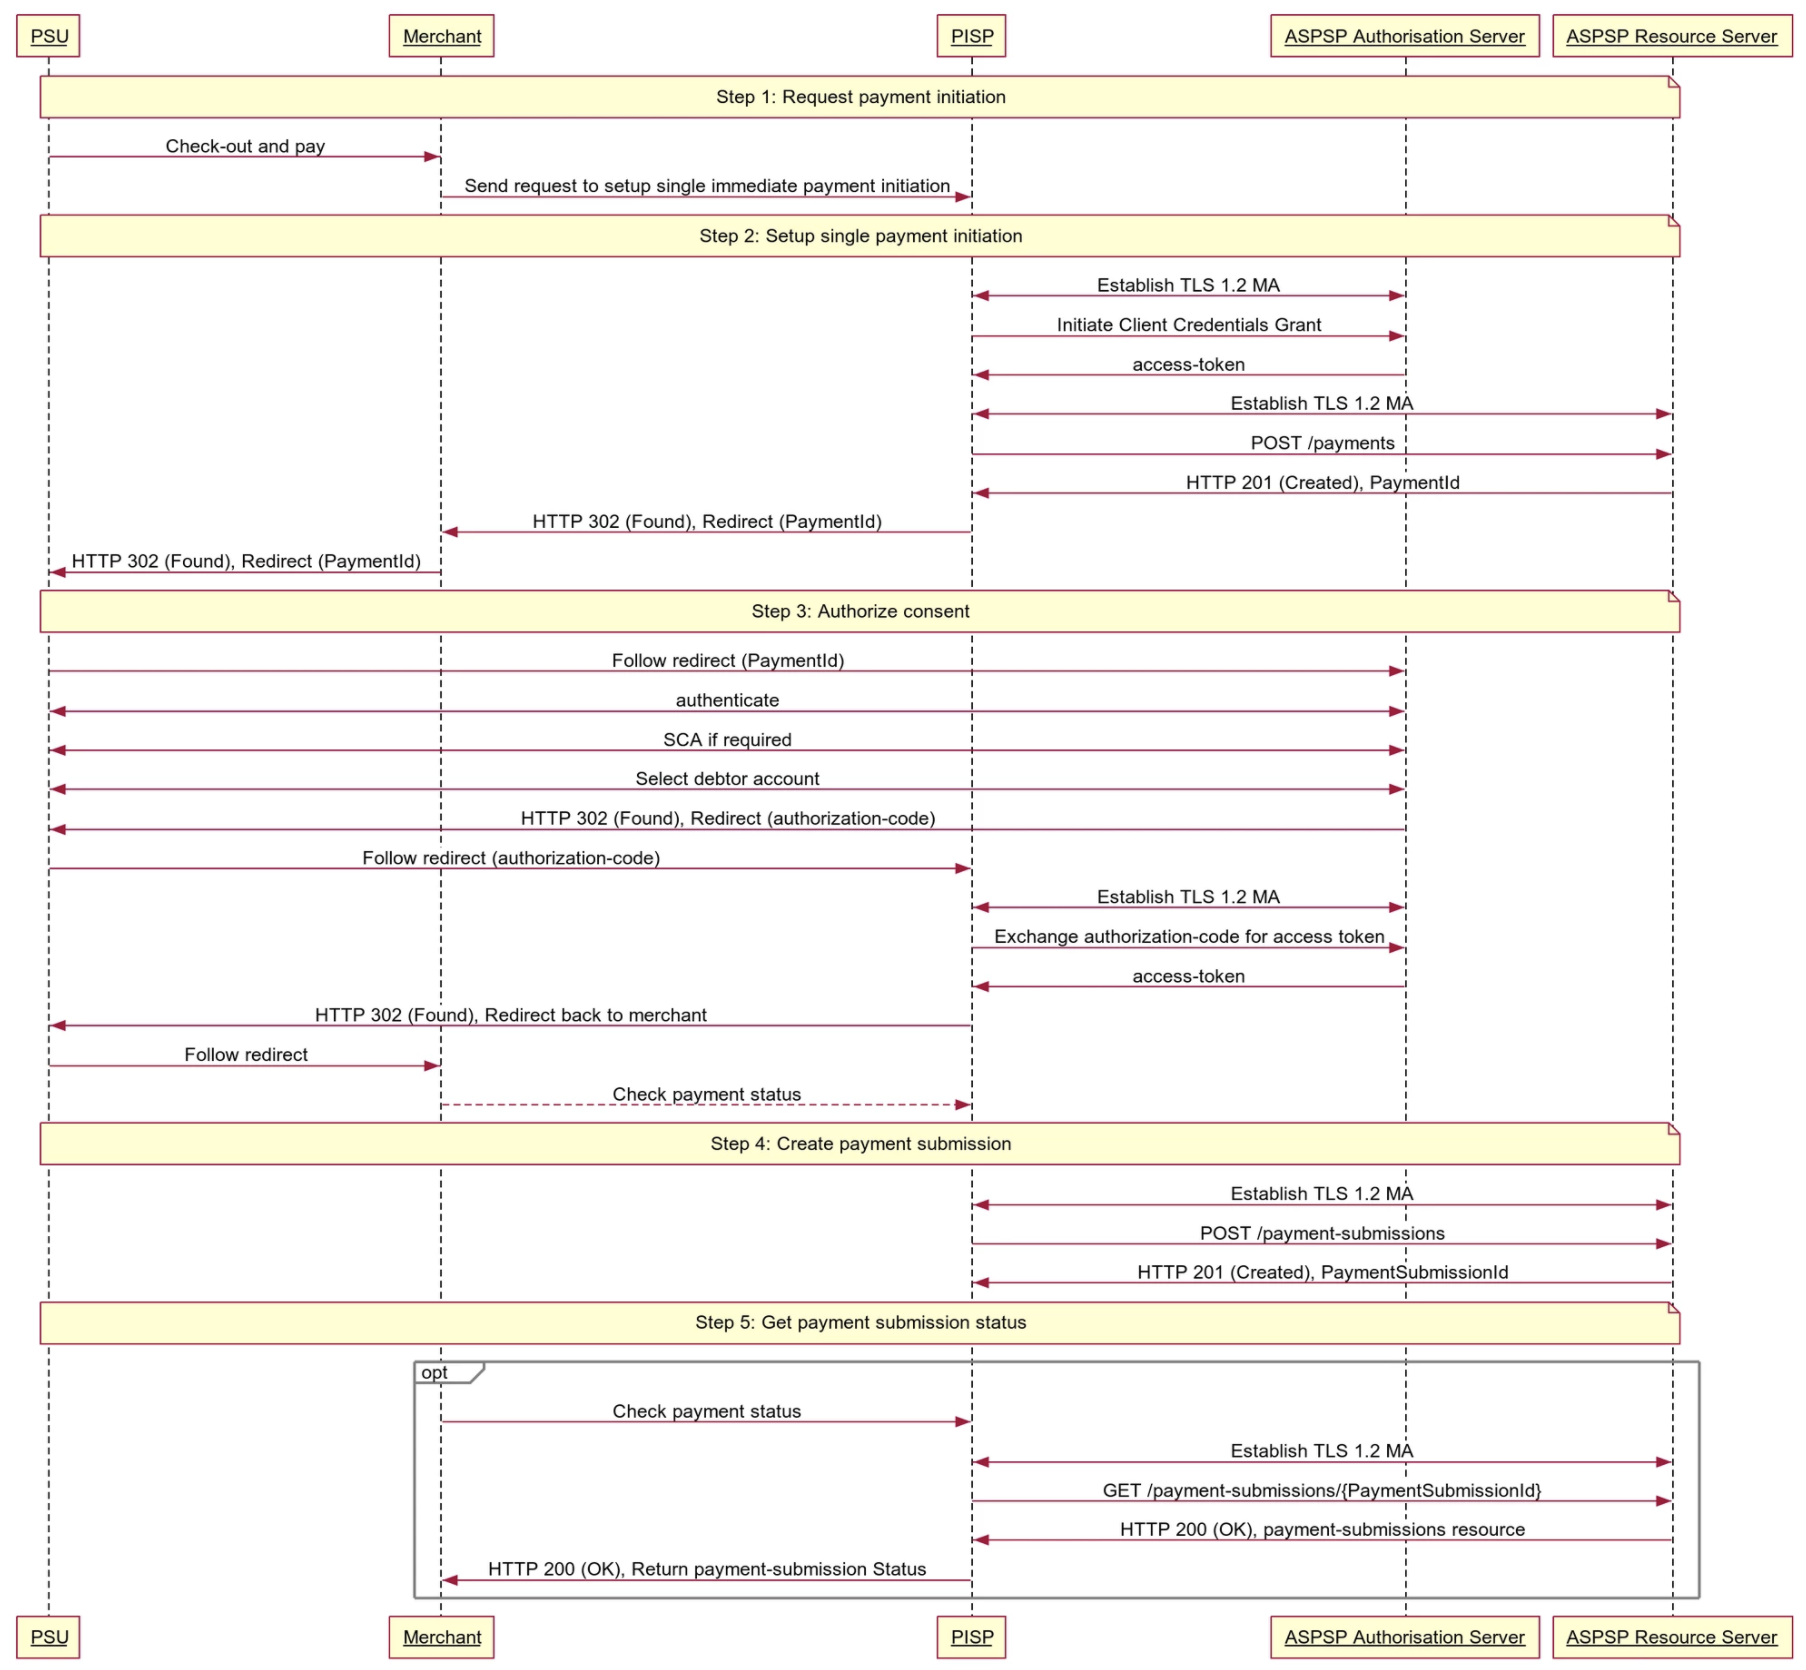 PSU
Merchant
PISP
ASPSP Authorisation Server
ASPSP Resource Server
Step 1: Request payment initiation
Check-out and pay
Send request to setup single immediate payment initiation
Step 2: Setup single payment initiation
Establish TLS 1.2 MA
Initiate Client Credentials Grant
access-token
Establish TLS 1.2 MA
POST /payments
HTTP 201 (Created), PaymentId
HTTP 302 (Found), Redirect (PaymentId)
HTTP 302 (Found), Redirect (PaymentId)
Step 3: Authorize consent
Follow redirect (PaymentId)
authenticate
SCA if required
Select debtor account
HTTP 302 (Found), Redirect (authorization-code)
Follow redirect (authorization-code)
Establish TLS 1.2 MA
Exchange authorization-code for access token
access-token
HTTP 302 (Found), Redirect back to merchant
Follow redirect
Check payment status
Step 4: Create payment submission
Establish TLS 1.2 MA
POST /payment-submissions
HTTP 201 (Created), PaymentSubmissionId
Step 5: Get payment submission status
opt
Check payment status
Establish TLS 1.2 MA
GET /payment-submissions/{PaymentSubmissionId}
HTTP 200 (OK), payment-submissions resource
HTTP 200 (OK), Return payment-submission Status
PSU
Merchant
PISP
ASPSP Authorisation Server
ASPSP Resource Server